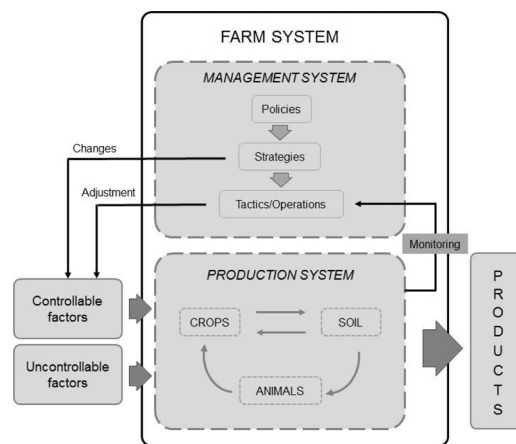 FARM SYSTEM
MANAGEMENT SYSTEM
Policies
Changes
Strategies
Adjustment
Tactics/Operations
Monitoring
PRODUCTION SYSTEM
Controllable
factors
CROPS
SOIL
Uncontrollable
factors
ANIMALS
PRODUCTS